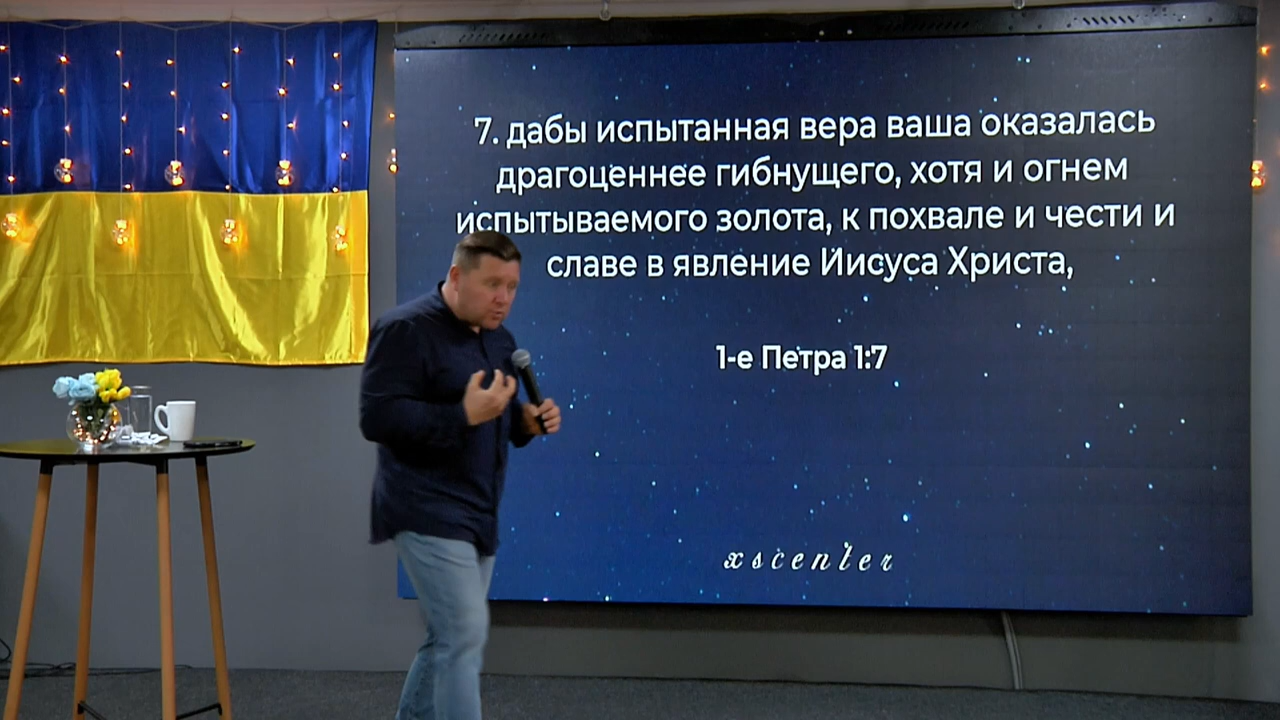 7. дабы испытанная вера ваша оказалась
драгоценнее гибнущего, хотя и огнем
испытываемого золота, к похвале и чести и
славе в явление Иисуса Христа,
1-е Петра 1:7
xscenter